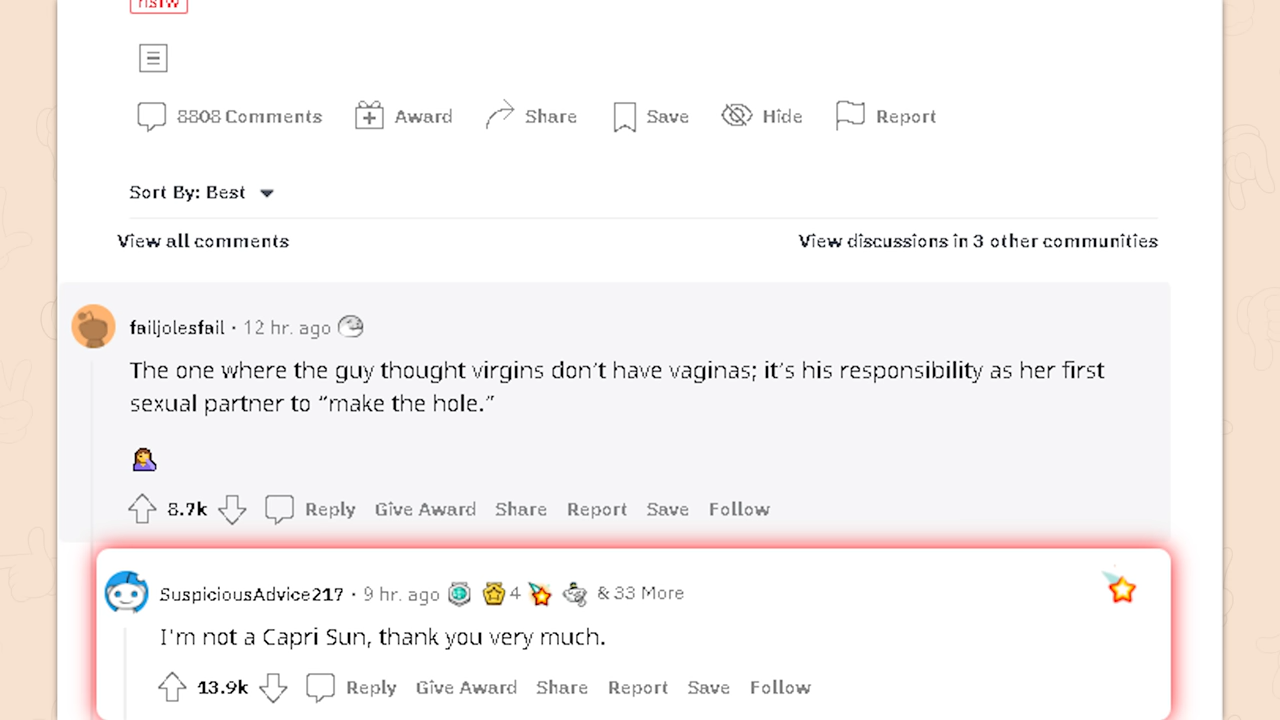 nsfw
8808 Comments Award Share Save Hide Report
Sort By: Best
View all comments View discussions in 3 other communities
failjolesfail · 12 hr. ago
The one where the guy thought virgins don't have vaginas; it's his responsibility as her first
sexual partner to “make the hole.”
8.7k Reply Give Award Share Report Save Follow
SuspiciousAdvice217 · 9 hr. ago 4 & 33 More
I'm not a Capri Sun, thank you very much.
13.9k Reply Give Award Share Report Save Follow